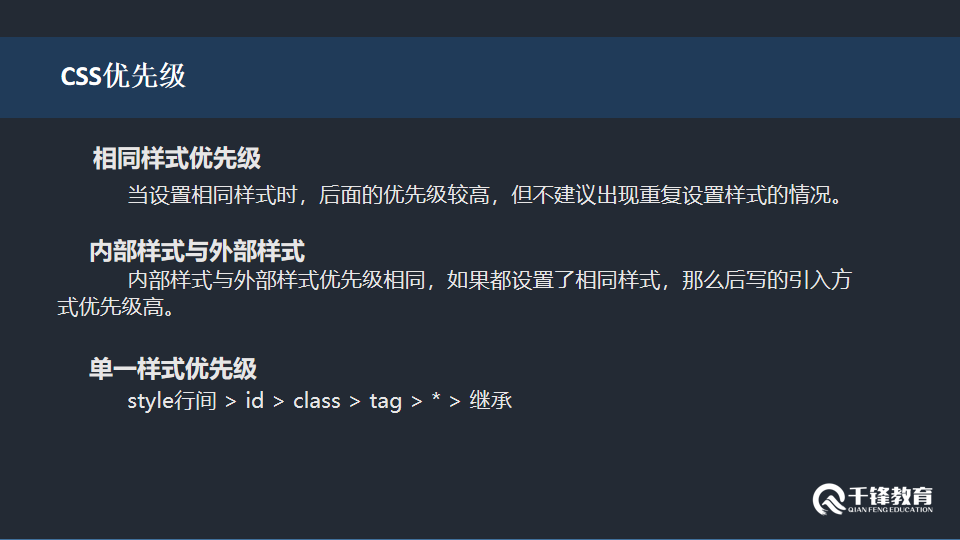 CSS优先级
相同样式优先级
当设置相同样式时，后面的优先级较高，但不建议出现重复设置样式的情况。
内部样式与外部样式
内部样式与外部样式优先级相同，如果都设置了相同样式，那么后写的引入方
式优先级高。
单一样式优先级
style行间 > id > class > tag > * > 继承
千锋教育
QIAN FENG EDUCATION